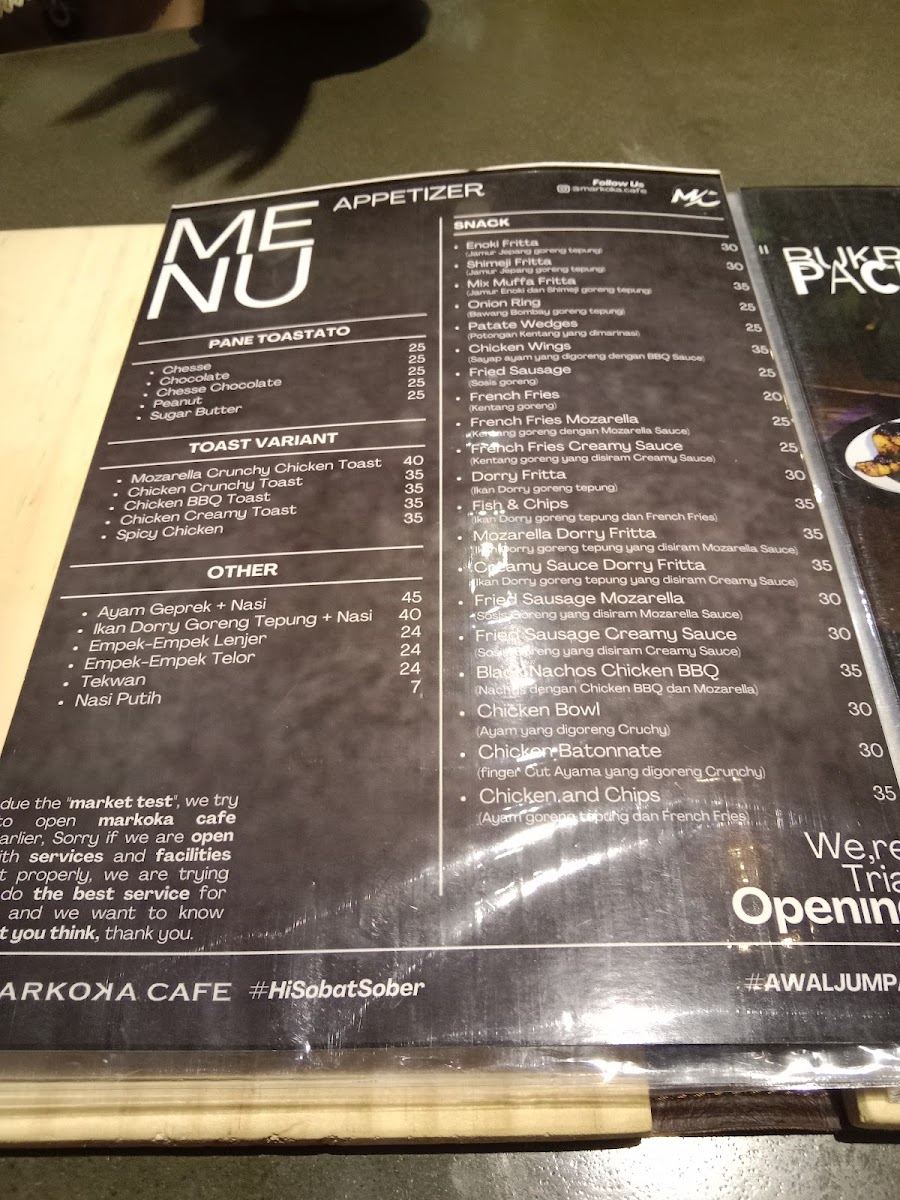 MENU
APPETIZER
Follow Us
@markoka.cafe
MC
PANE TOASTATO
Chesse 25
Chocolate 25
Chesse Chocolate 25
Peanut 25
Sugar Butter 25
TOAST VARIANT
Mozarella Crunchy Chicken Toast 40
Chicken Crunchy Toast 35
Chicken BBQ Toast 35
Chicken Creamy Toast 35
Spicy Chicken 35
OTHER
Ayam Geprek + Nasi 45
Ikan Dorry Goreng Tepung + Nasi 40
Empek-Empek Lenjer 24
Empek-Empek Telor 24
Tekwan 24
Nasi Putih 7
due the "market test", we try
to open markoka cafe
earlier, Sorry if we are open
with services and facilities
t properly, we are trying
do the best service for
and we want to know
t you think, thank you.
SNACK
Enoki Fritta 30
(Jamur Jepang goreng tepung)
Shimeji Fritta 30
(Jamur Jepang goreng tepung)
Mix Muffa Fritta 35
(Jamur Enoki dan Shimeji goreng tepung)
Onion Ring 25
(Bawang Bombay goreng tepung)
Patate Wedges 25
(Potongan Kentang yang dimarinasi)
Chicken Wings 35
(Sayap ayam yang digoreng dengan BBQ Sauce)
Fried Sausage 25
(Sosis goreng)
French Fries 20
(Kentang goreng)
French Fries Mozarella 25
(Kentang goreng dengan Mozarella Sauce)
French Fries Creamy Sauce 25
(Kentang goreng yang disiram Creamy Sauce)
Dorry Fritta 30
(Ikan Dorry goreng tepung)
Fish & Chips 35
(Ikan Dorry goreng tepung dan French Fries)
Mozarella Dorry Fritta 35
(Ikan Dorry goreng tepung yang disiram Mozarella Sauce)
Creamy Sauce Dorry Fritta 35
(Ikan Dorry goreng tepung yang disiram Creamy Sauce)
Fried Sausage Mozarella 30
(Sosis Goreng yang disiram Mozarella Sauce)
Fried Sausage Creamy Sauce 30
(Sosis Goreng yang disiram Creamy Sauce)
Black Nachos Chicken BBQ 35
(Nachos dengan Chicken BBQ dan Mozarella)
Chicken Bowl 30
(Ayam yang digoreng Cruchy)
Chicken Batonnate 30
(finger Cut Ayama yang digoreng Crunchy)
Chicken and Chips 35
(Ayam goreng tepung dan French Fries)
We,re
Tria
Opening
ARKOKA CAFE #HiSobatSober
#AWALJUMPA